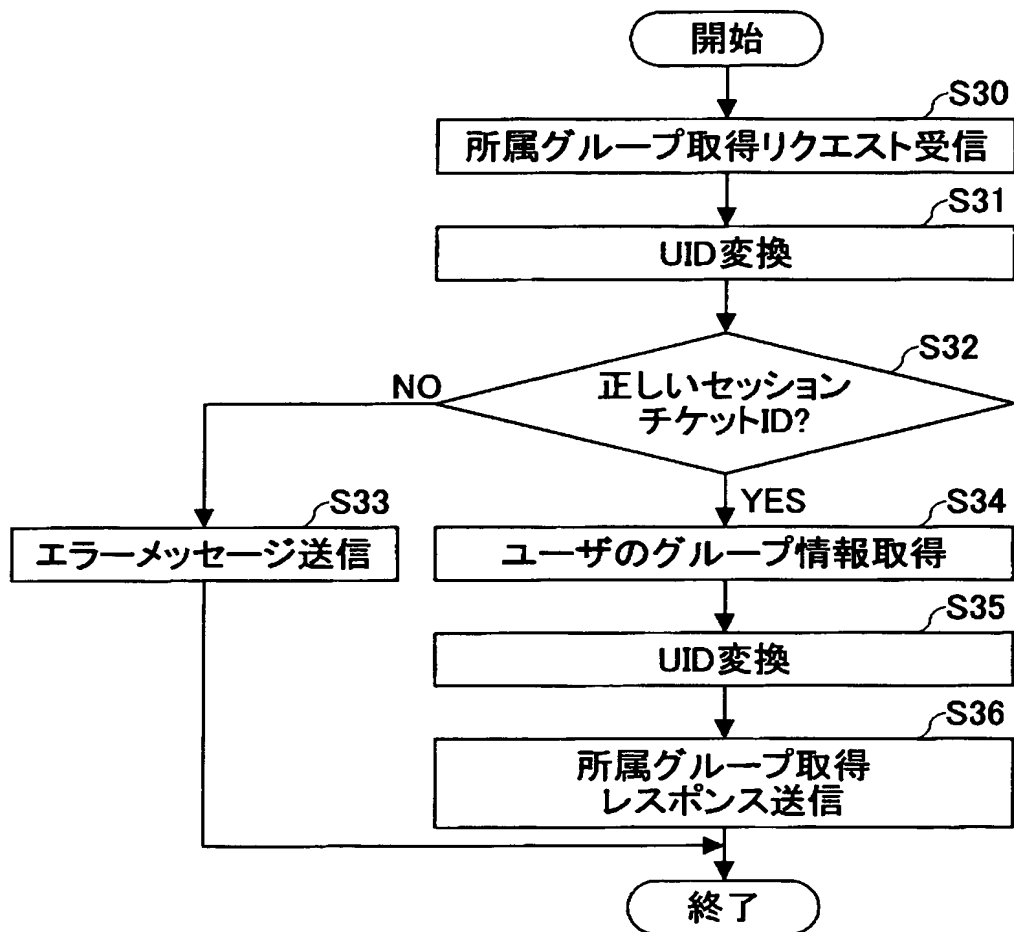 開始
S30
所属グループ取得リクエスト受信
S31
UID変換
S32
正しいセッション
チケットID?
NO
YES
S33
エラーメッセージ送信
S34
ユーザのグループ情報取得
S35
UID変換
S36
所属グループ取得
レスポンス送信
終了